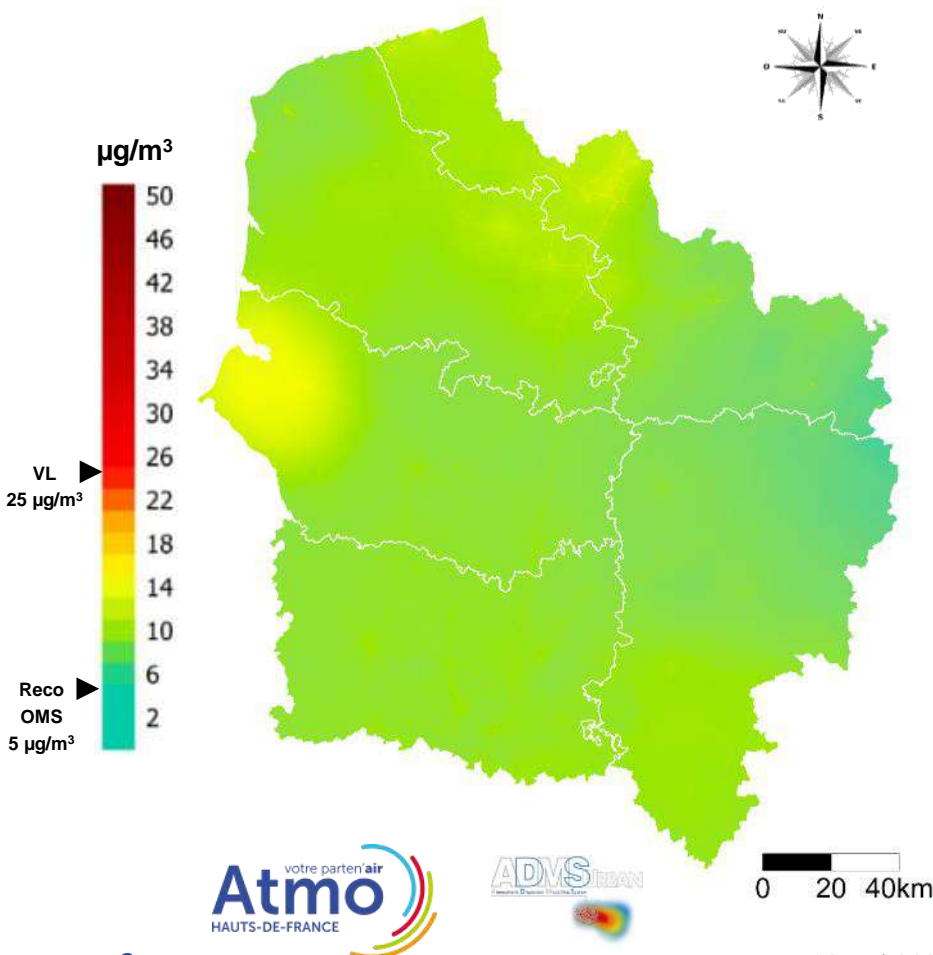 N
O
E
S
µg/m³
50
46
42
38
34
30
26
22
18
14
10
6
2
VL
25 µg/m³
Reco
OMS
5 µg/m³
votre parten'air
Atmo
HAUTS-DE-FRANCE
ADMS URBAN
0 20 40km